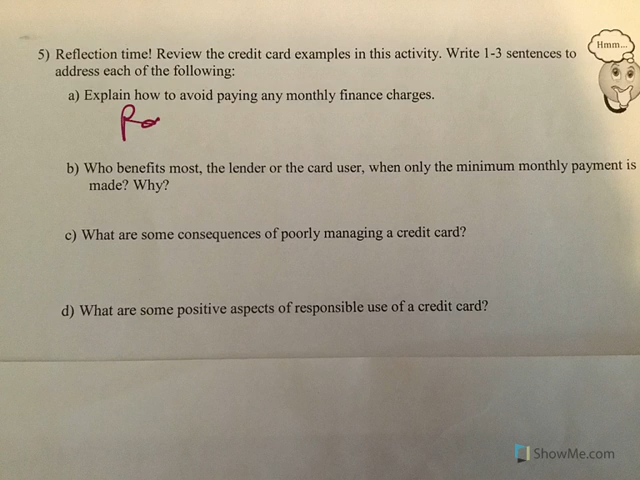 Hmm...
5) Reflection time! Review the credit card examples in this activity. Write 1-3 sentences to
address each of the following:
a) Explain how to avoid paying any monthly finance charges.
b) Who benefits most, the lender or the card user, when only the minimum monthly payment is
made? Why?
c) What are some consequences of poorly managing a credit card?
d) What are some positive aspects of responsible use of a credit card?
ShowMe.com